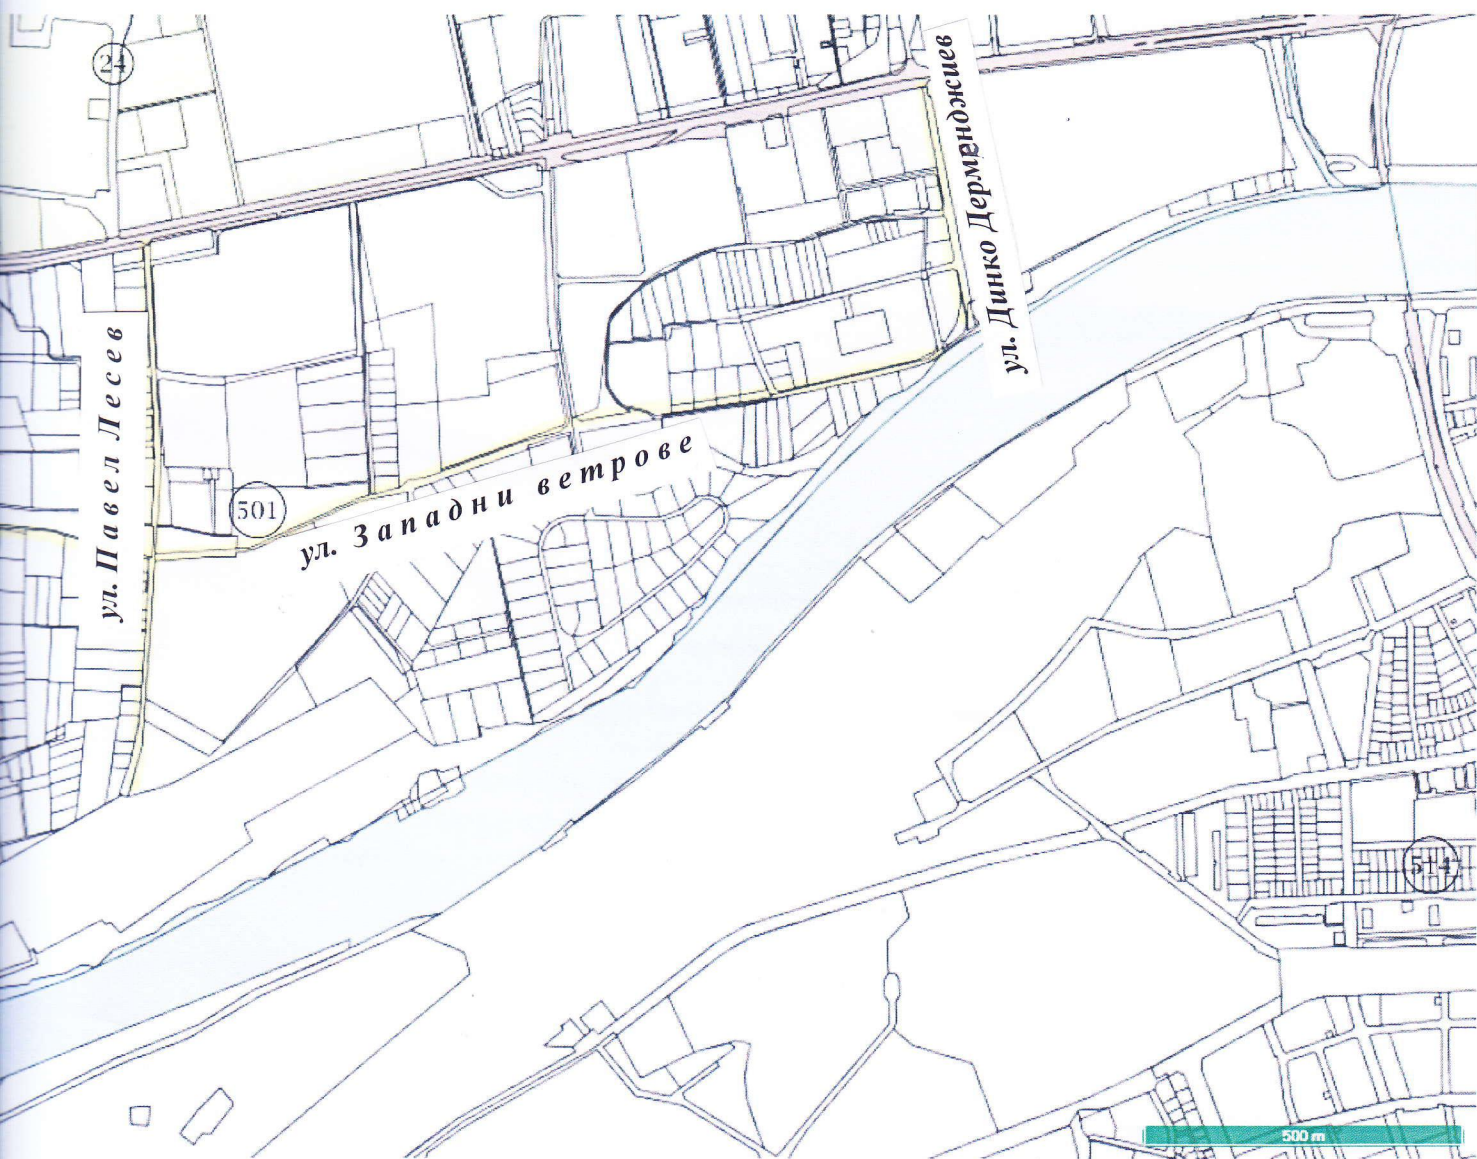 24
ул. Динко Дерменджиев
ул. Павел Лесев
ул. Западни ветрове
501
514
500 m